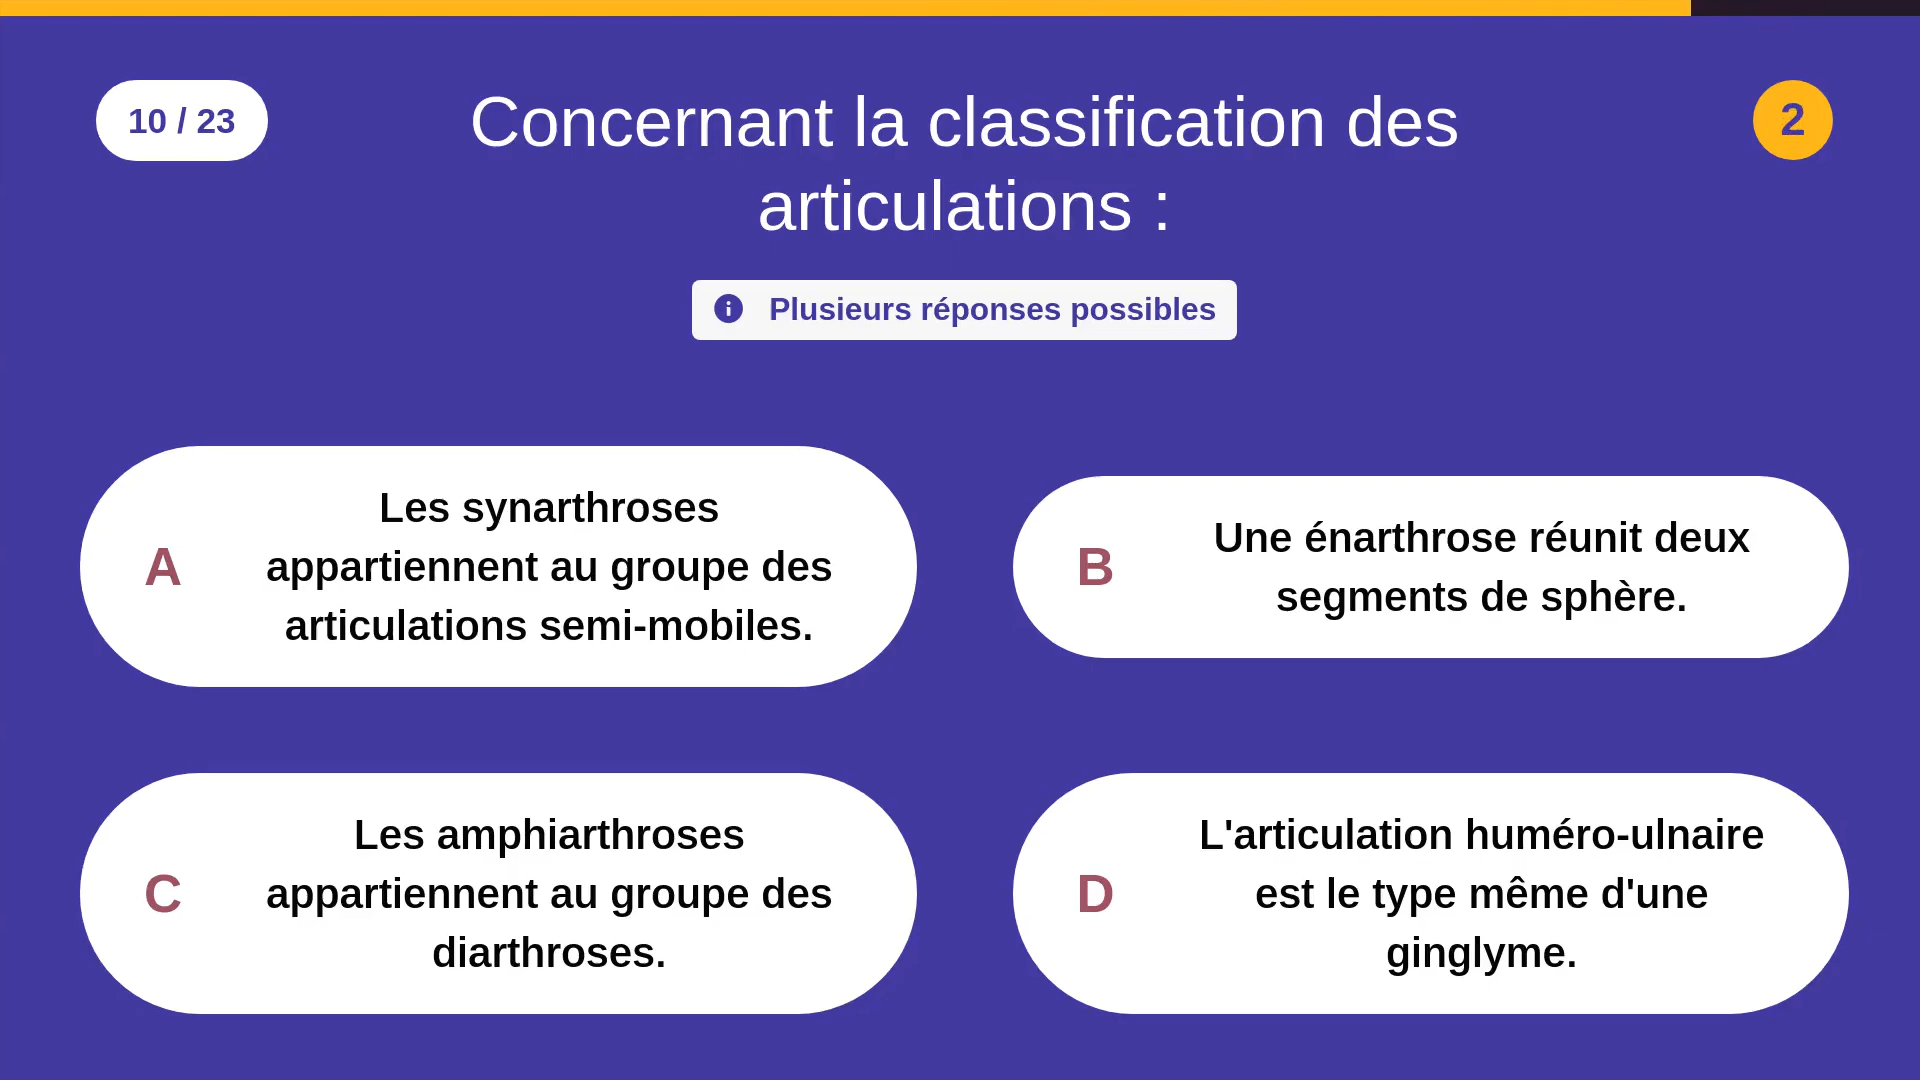 10 / 23
Concernant la classification des
articulations :
2
Plusieurs réponses possibles
A
Les synarthroses
appartiennent au groupe des
articulations semi-mobiles.
B
Une énarthrose réunit deux
segments de sphère.
C
Les amphiarthroses
appartiennent au groupe des
diarthroses.
D
L'articulation huméro-ulnaire
est le type même d'une
ginglyme.